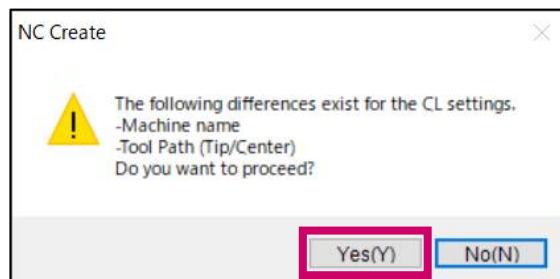 NC Create
The following differences exist for the CL settings.
-Machine name
-Tool Path (Tip/Center)
Do you want to proceed?
Yes(Y) No(N)